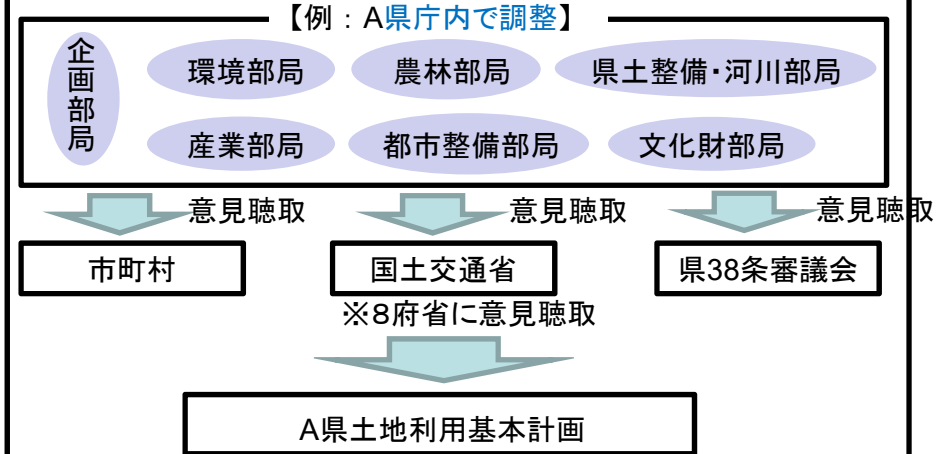 【例：A県庁内で調整】
企画部局
環境部局
農林部局
県土整備・河川部局
産業部局
都市整備部局
文化財部局
意見聴取
意見聴取
意見聴取
市町村
国土交通省
県38条審議会
※８府省に意見聴取
A県土地利用基本計画